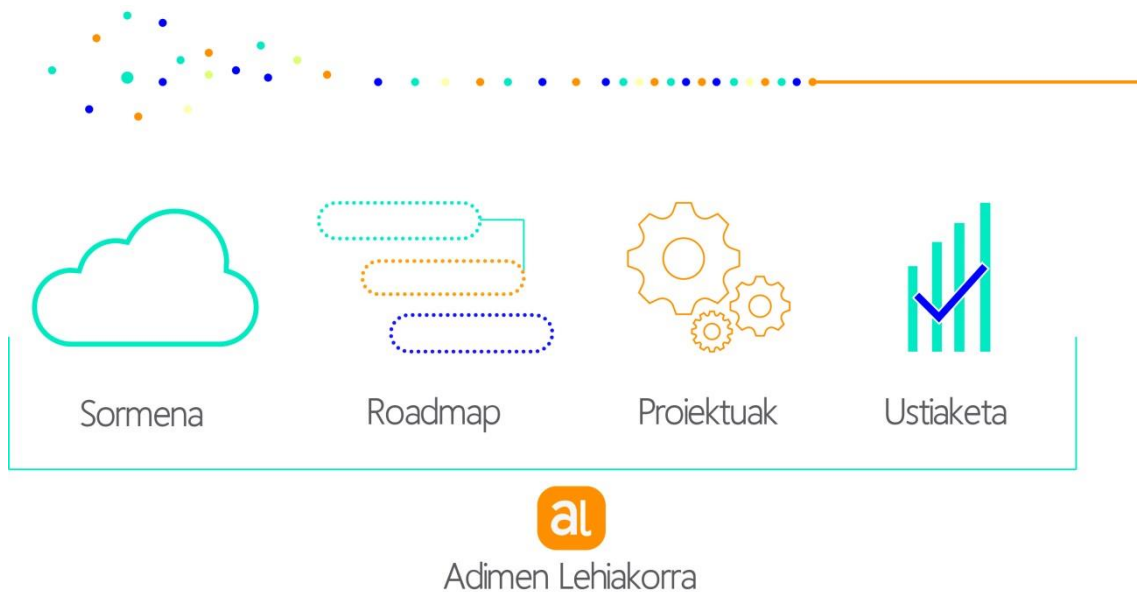 Sormena
Roadmap
Proiektuak
Ustiaketa
al
Adimen Lehiakorra